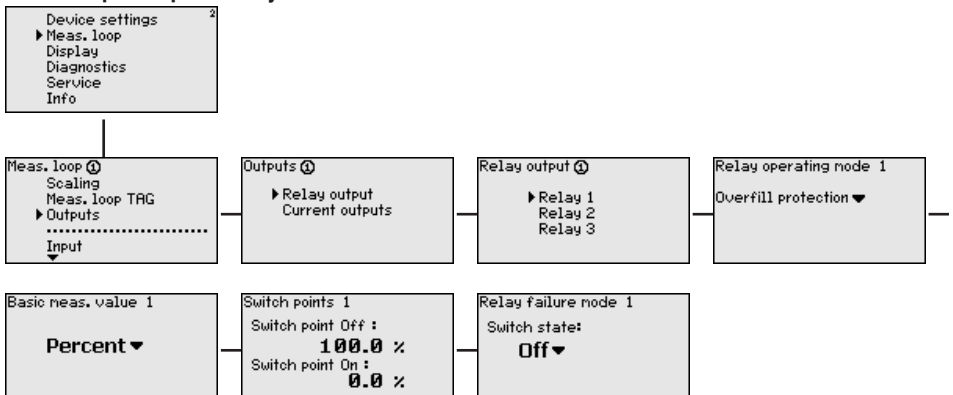 Device settings 2
Meas. loop
Display
Diagnostics
Service
Info
Meas. loop ①
Scaling
Meas. loop TAG
Outputs
Input
Outputs ①
Relay output
Current outputs
Relay output ①
Relay 1
Relay 2
Relay 3
Relay operating mode 1
Overfill protection
Basic meas. value 1
Percent
Switch points 1
Switch point Off :
100.0 %
Switch point On :
0.0 %
Relay failure mode 1
Switch state:
Off